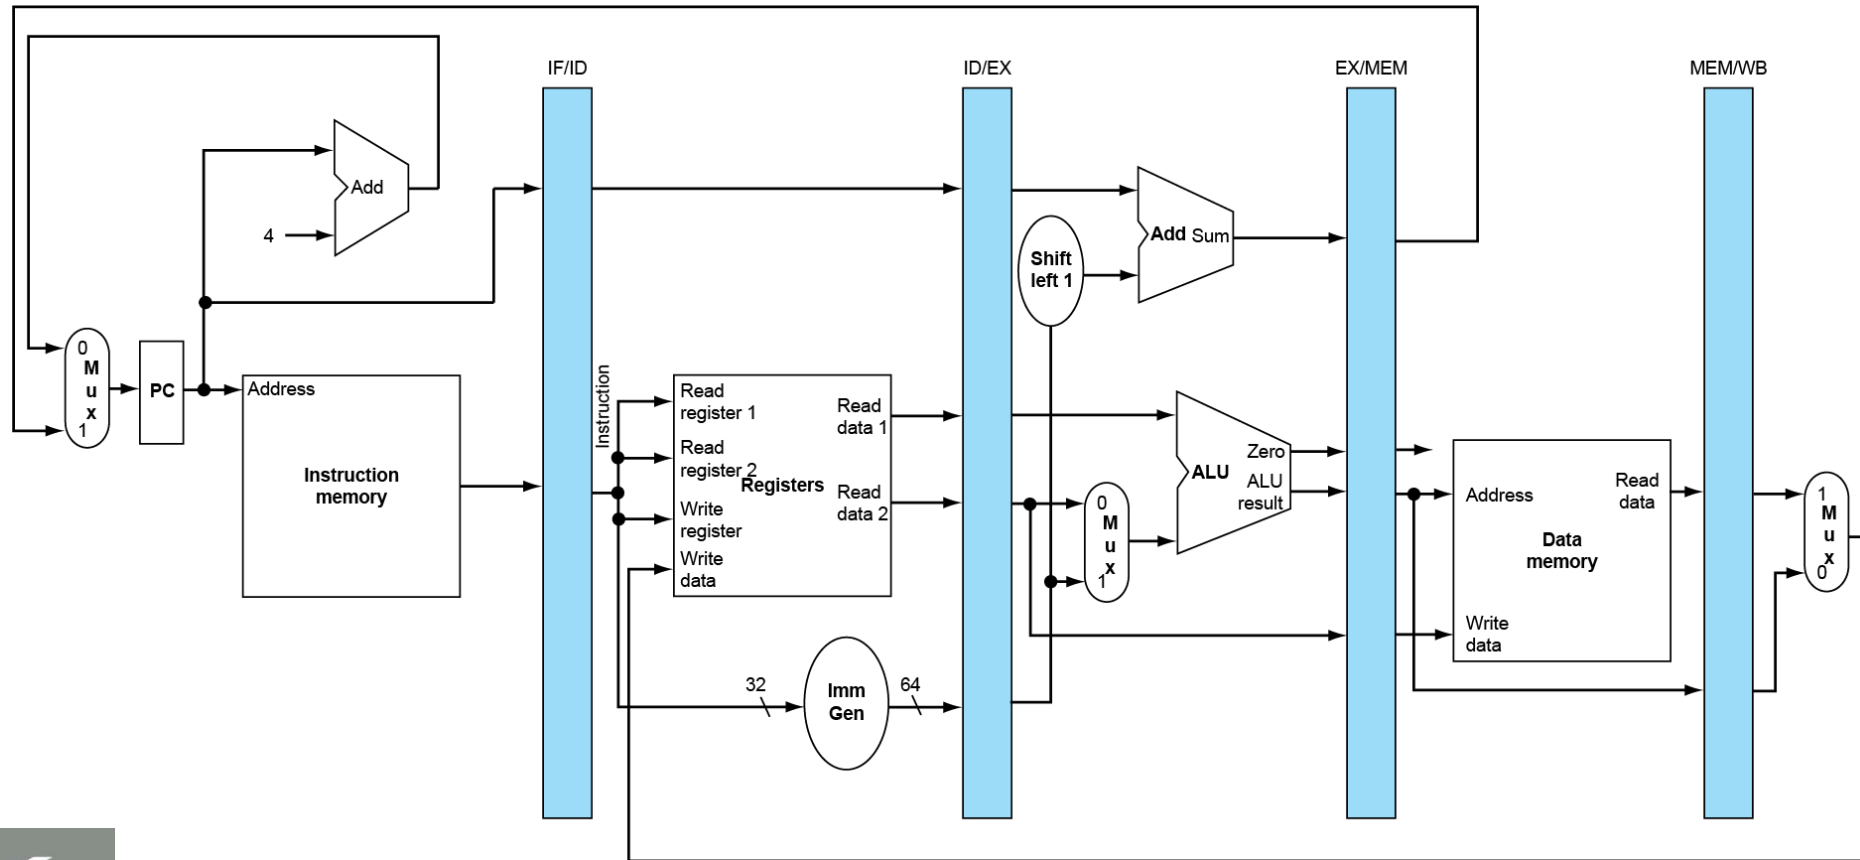 IF/ID
ID/EX
EX/MEM
MEM/WB
Add
4
Add Sum
Shift
left 1
0
M
u
x
1
PC
Address
Instruction
memory
Instruction
Read
register 1
Read
register 2
Write
register
Write
data
Registers
Read
data 1
Read
data 2
32
Imm
Gen
64
0
M
u
x
1
ALU
Zero
ALU
result
Address
Write
data
Data
memory
Read
data
1
M
u
x
0